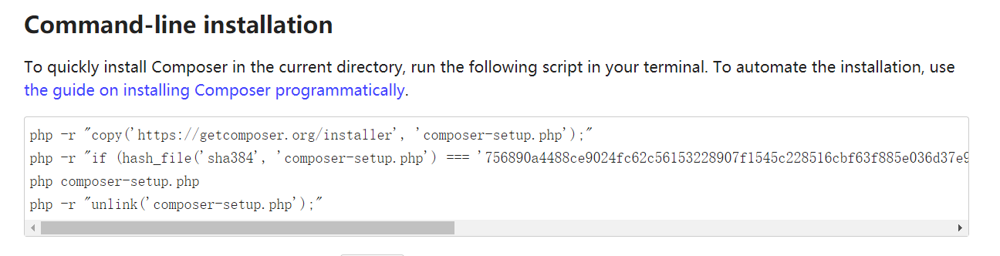 Command-line installation
To quickly install Composer in the current directory, run the following script in your terminal. To automate the installation, use
the guide on installing Composer programmatically.
php -r "copy('https://getcomposer.org/installer', 'composer-setup.php');"
php -r "if (hash_file('sha384', 'composer-setup.php') === '756890a4488ce9024fc62c56153228907f1545c228516cbf63f885e036d37e9
php composer-setup.php
php -r "unlink('composer-setup.php');"